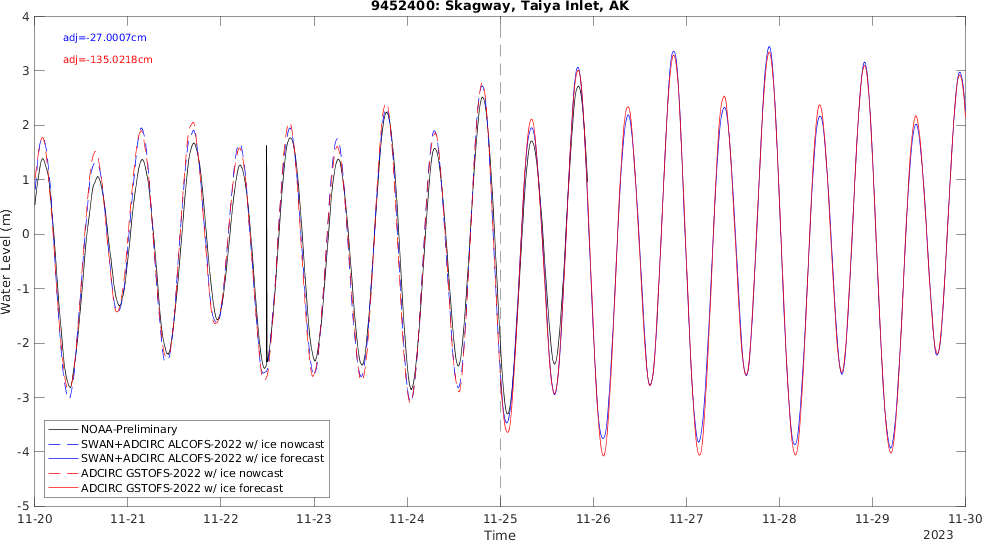 9452400: Skagway, Taiya Inlet, AK
adj=-27.0007cm
adj=-135.0218cm
Water Level (m)
4
3
2
1
0
-1
-2
-3
-4
-5
NOAA-Preliminary
SWAN+ADCIRC ALCOFS-2022 w/ ice nowcast
SWAN+ADCIRC ALCOFS-2022 w/ ice forecast
ADCIRC GSTOFS-2022 w/ ice nowcast
ADCIRC GSTOFS-2022 w/ ice forecast
11-20 11-21 11-22 11-23 11-24 11-25 11-26 11-27 11-28 11-29 11-30
Time
2023